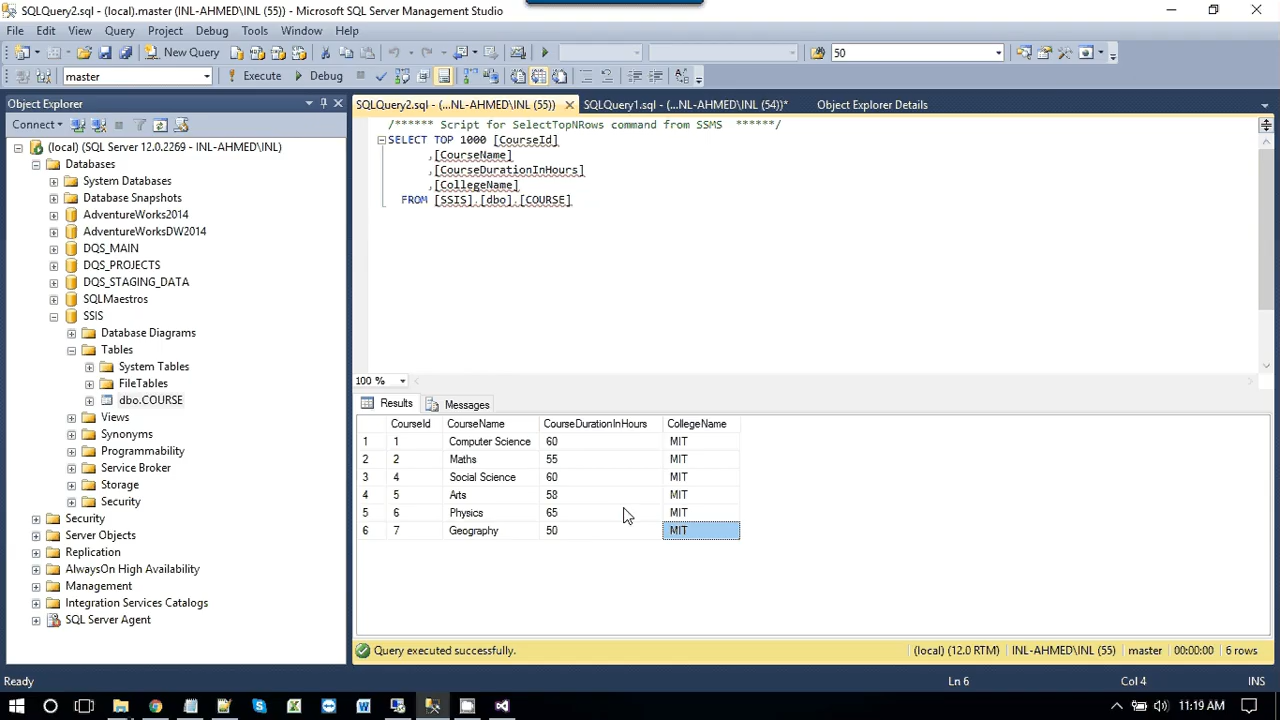 SQLQuery2.sql - (local).master (INL-AHMED\INL (55)) - Microsoft SQL Server Management Studio
File Edit View Query Project Debug Tools Window Help
New Query 50
master Execute Debug
Object Explorer
SQLQuery2.sql - (...NL-AHMED\INL (55)) SQLQuery1.sql - (...NL-AHMED\INL (54))* Object Explorer Details
Connect
(local) (SQL Server 12.0.2269 - INL-AHMED\INL)
Databases
System Databases
Database Snapshots
AdventureWorks2014
AdventureWorksDW2014
DQS_MAIN
DQS_PROJECTS
DQS_STAGING_DATA
SQLMaestros
SSIS
Database Diagrams
Tables
System Tables
FileTables
dbo.COURSE
Views
Synonyms
Programmability
Service Broker
Storage
Security
Security
Server Objects
Replication
AlwaysOn High Availability
Management
Integration Services Catalogs
SQL Server Agent
/****** Script for SelectTopNRows command from SSMS ******/
SELECT TOP 1000 [CourseId]
,[CourseName]
,[CourseDurationInHours]
,[CollegeName]
FROM [SSIS].[dbo].[COURSE]
100 %
Results Messages
CourseId CourseName CourseDurationInHours CollegeName
1 1 Computer Science 60 MIT
2 2 Maths 55 MIT
3 4 Social Science 60 MIT
4 5 Arts 58 MIT
5 6 Physics 65 MIT
6 7 Geography 50 MIT
Query executed successfully. (local) (12.0 RTM) INL-AHMED\INL (55) master 00:00:00 6 rows
Ready Ln 6 Col 4 INS
11:19 AM